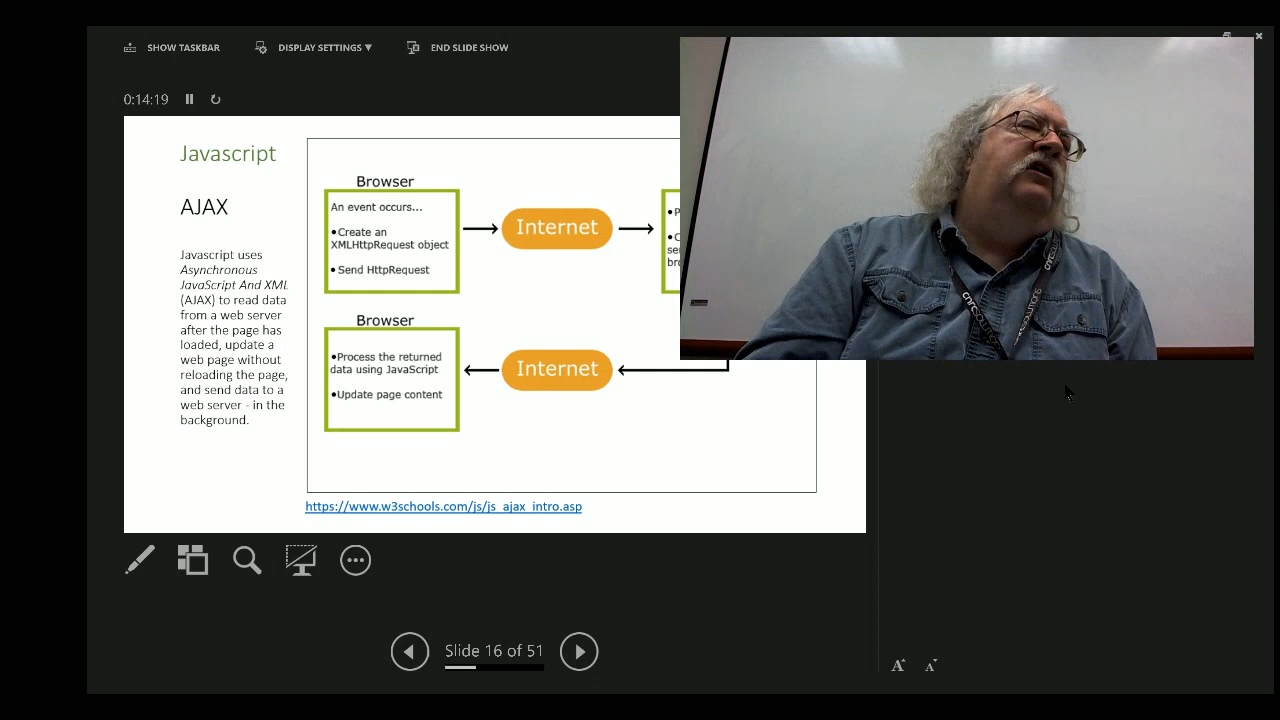 SHOW TASKBAR
DISPLAY SETTINGS ▼
END SLIDE SHOW
0:14:19
Javascript
AJAX
Javascript uses
Asynchronous
JavaScript And XML
(AJAX) to read data
from a web server
after the page has
loaded, update a
web page without
reloading the page,
and send data to a
web server - in the
background.
Browser
An event occurs...
•Create an
XMLHttpRequest object
• Send HttpRequest
Internet
Browser
•Process the returned
data using JavaScript
•Update page content
Internet
https://www.w3schools.com/js/js_ajax_intro.asp
Slide 16 of 51
A
A